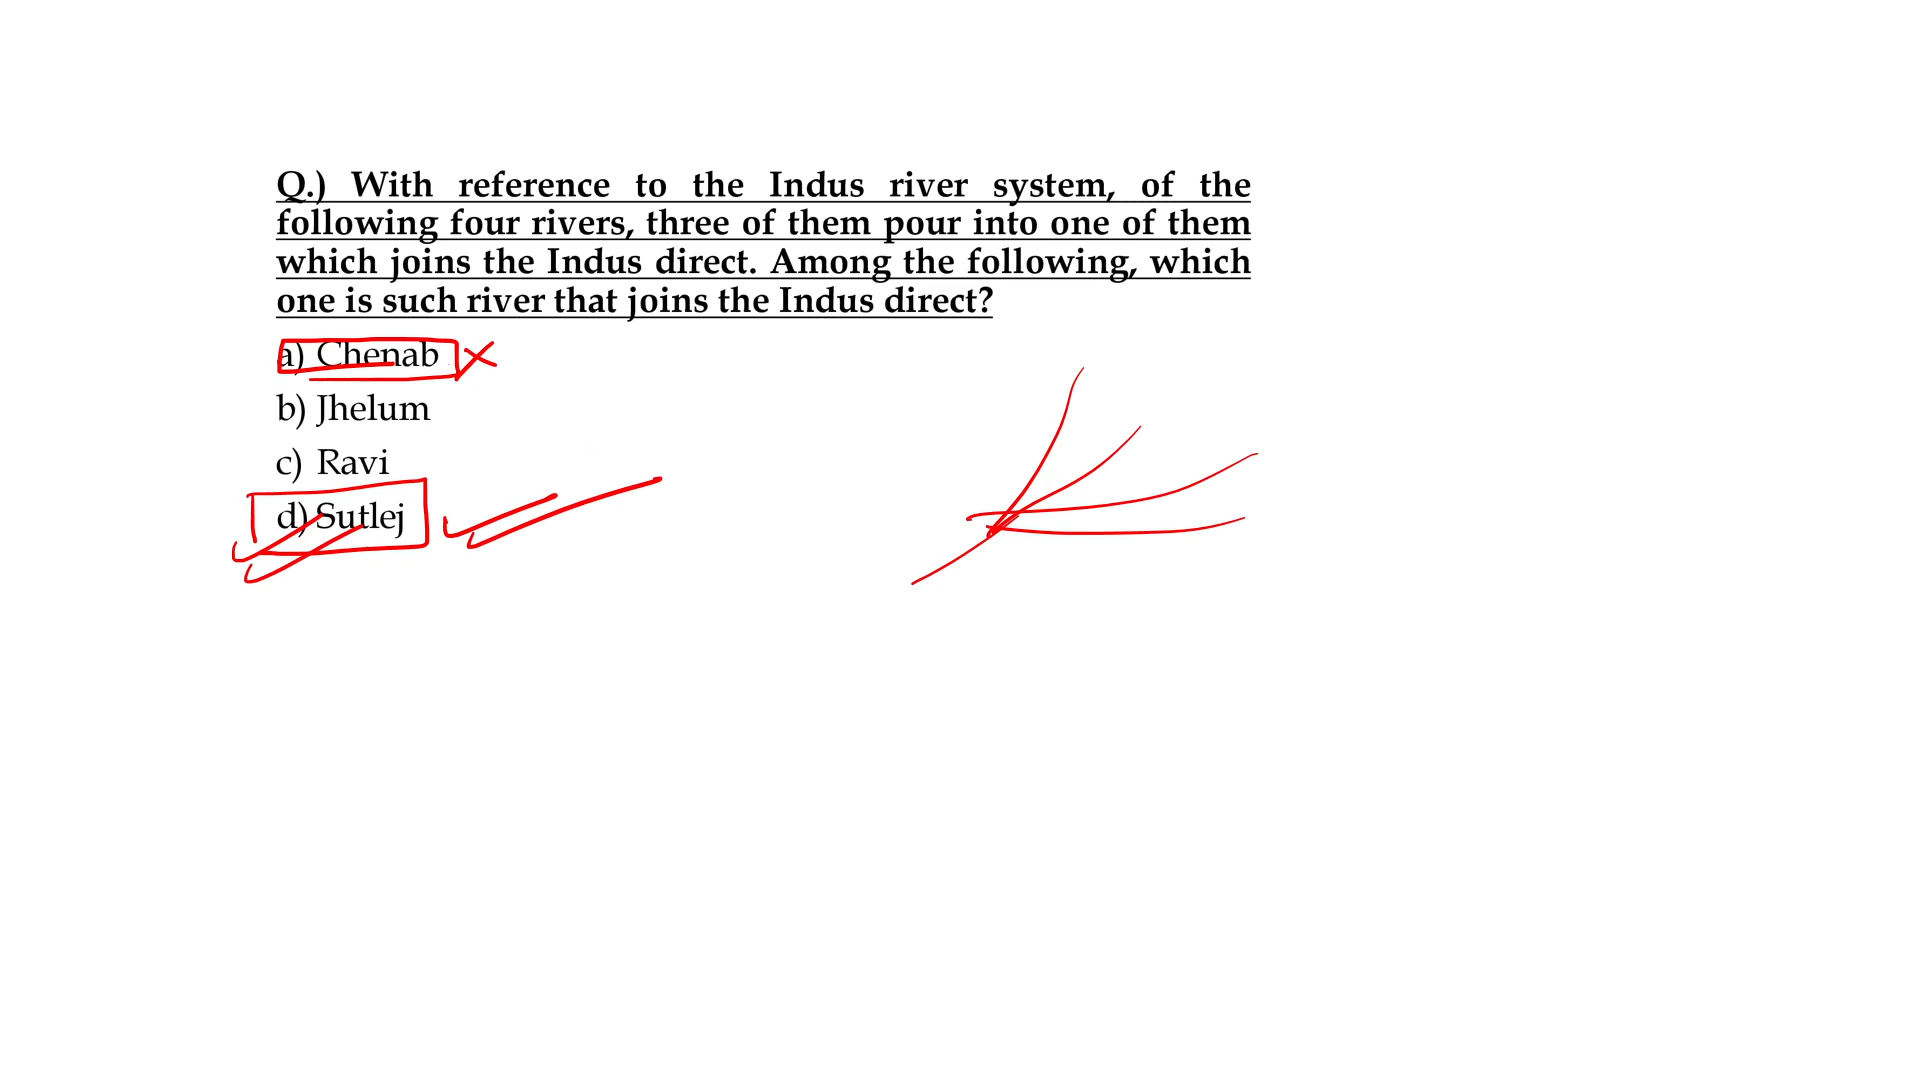 Q.) With reference to the Indus river system, of the
following four rivers, three of them pour into one of them
which joins the Indus direct. Among the following, which
one is such river that joins the Indus direct?
a) Chenab
b) Jhelum
c) Ravi
d) Sutlej